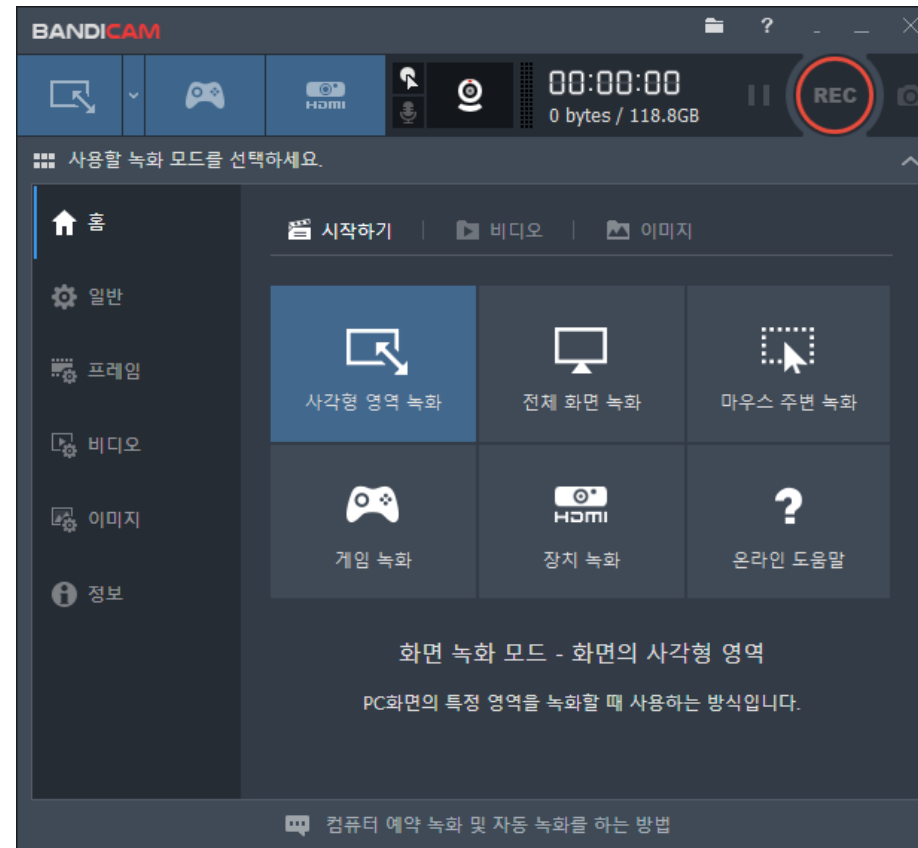 BANDICAM
?
HDMI
00:00:00
0 bytes / 118.8GB
REC
사용할 녹화 모드를 선택하세요.
홈
일반
프레임
비디오
이미지
정보
시작하기
비디오
이미지
사각형 영역 녹화
전체 화면 녹화
마우스 주변 녹화
HDMI
?
게임 녹화
장치 녹화
온라인 도움말
화면 녹화 모드 - 화면의 사각형 영역
PC화면의 특정 영역을 녹화할 때 사용하는 방식입니다.
컴퓨터 예약 녹화 및 자동 녹화를 하는 방법